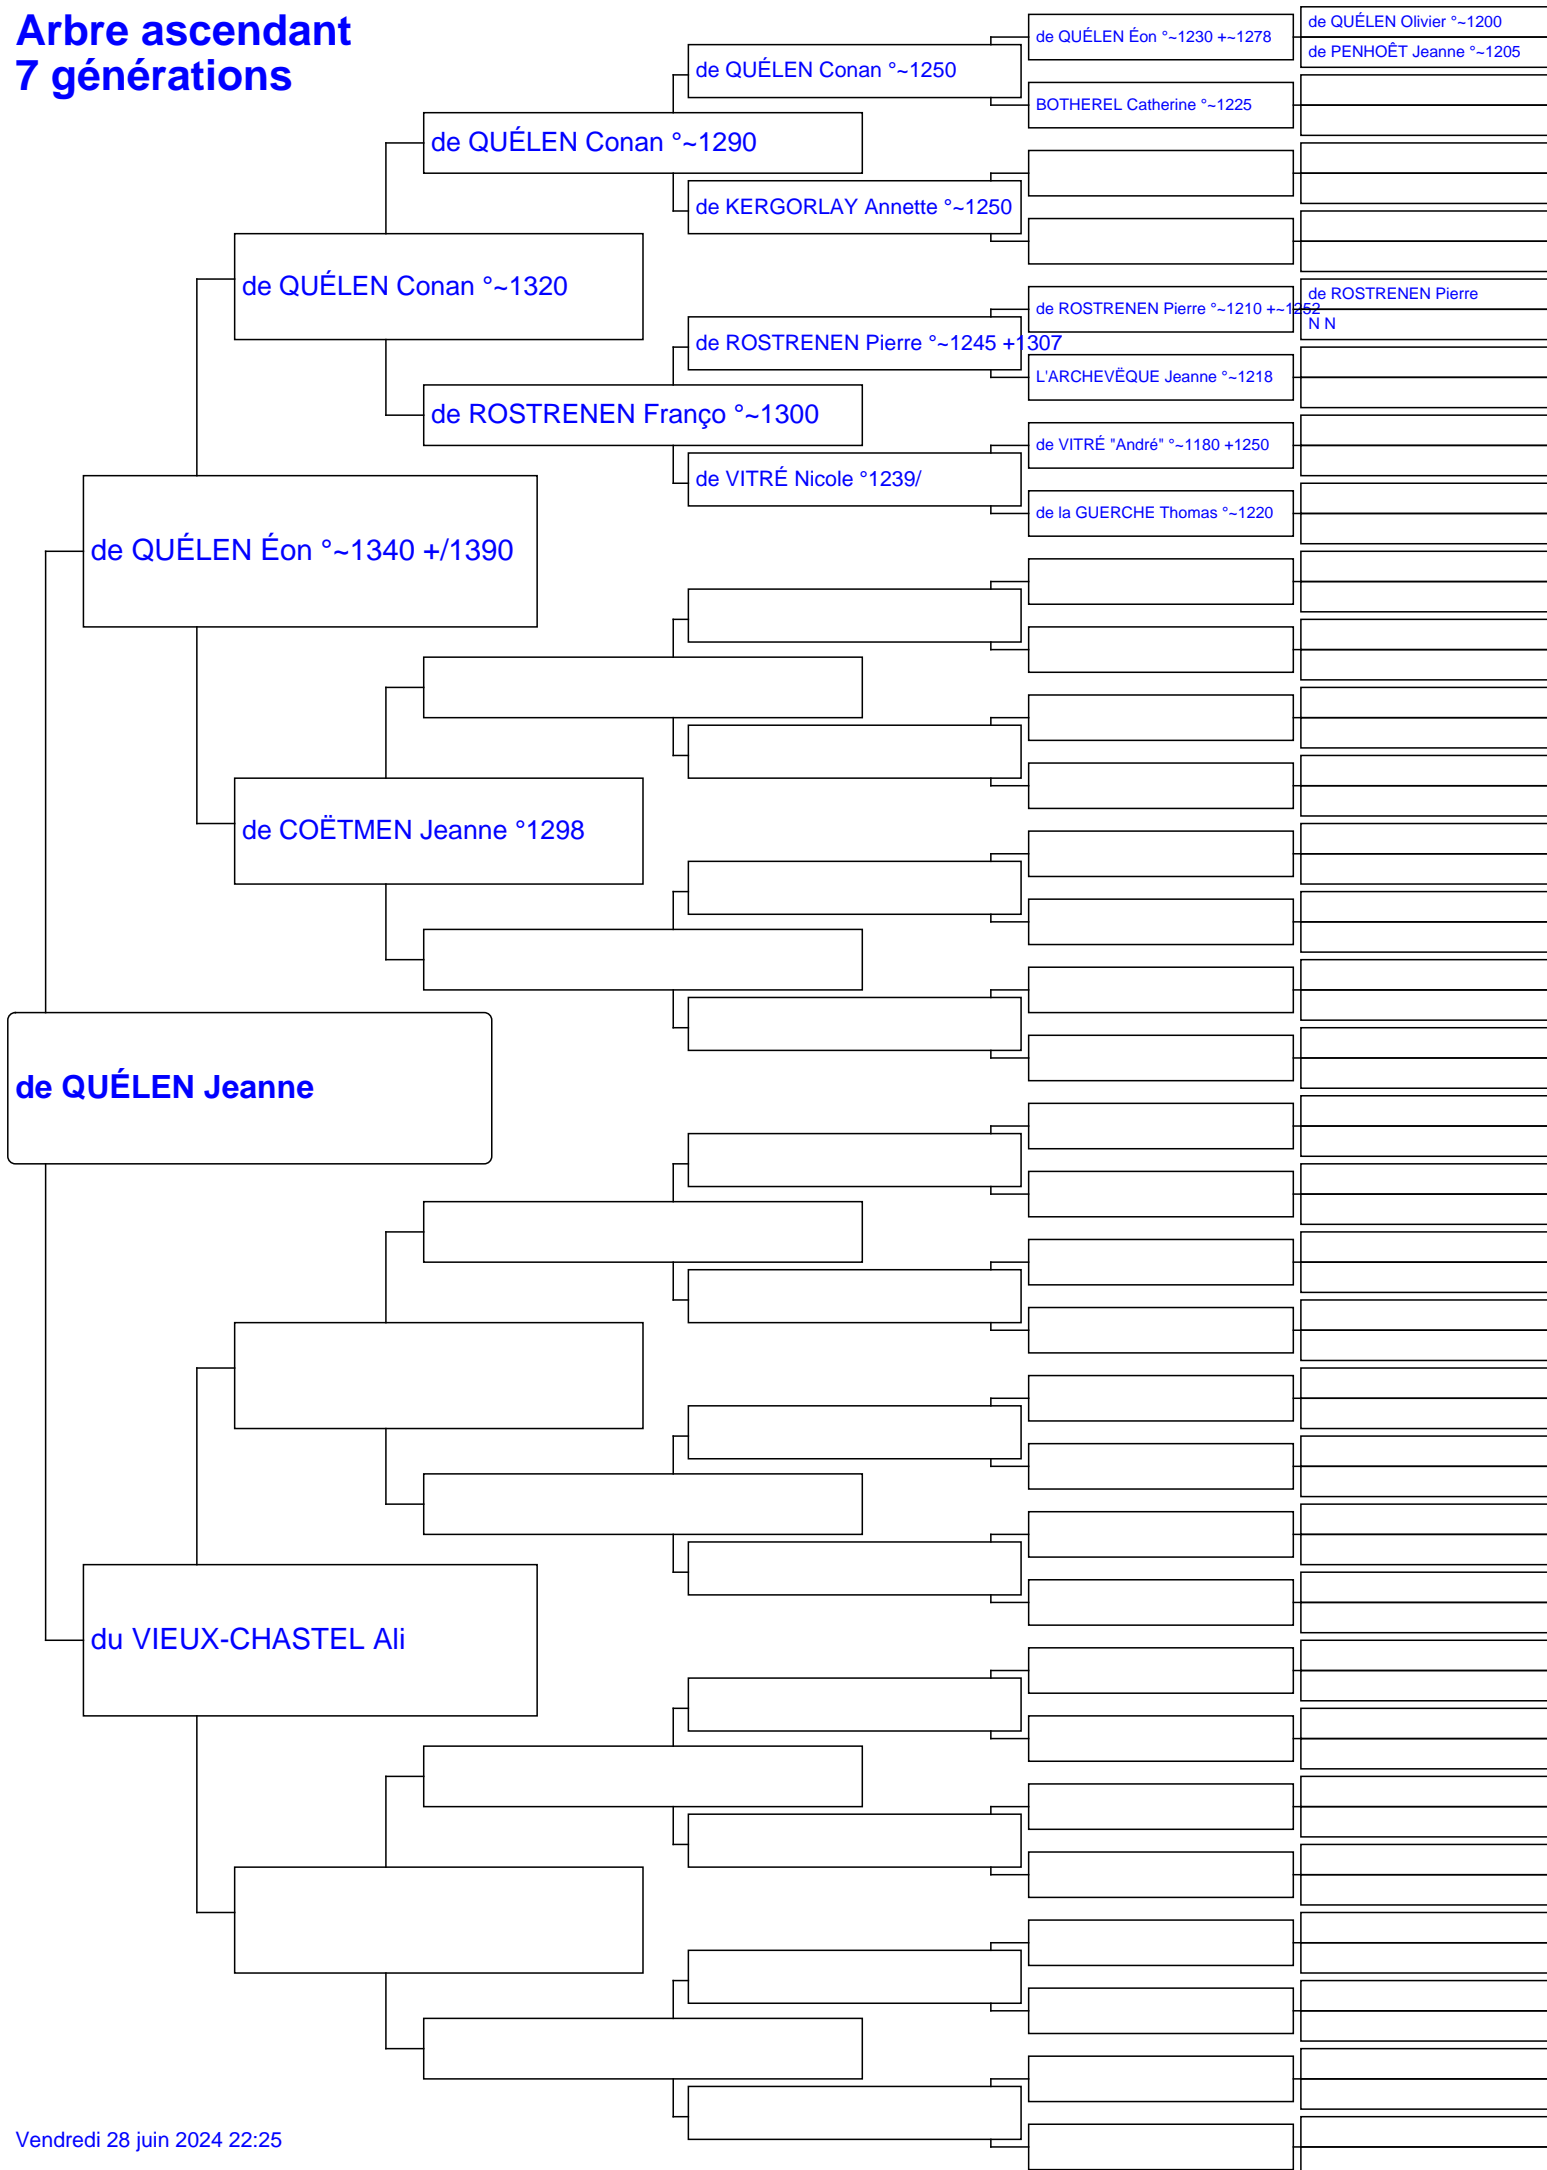 Arbre ascendant
7 générations
de QUÉLEN Olivier °~1200
de QUÉLEN Éon °~1230 +~1278
de PENHOÊT Jeanne °~1205
de QUÉLEN Conan °~1250
BOTHEREL Catherine °~1225
de QUÉLEN Conan °~1290
de KERGORLAY Annette °~1250
de QUÉLEN Conan °~1320
de ROSTRENEN Pierre
de ROSTRENEN Pierre °~1210 +~1252
N N
de ROSTRENEN Pierre °~1245 +1307
L'ARCHEVËQUE Jeanne °~1218
de ROSTRENEN Franço °~1300
de VITRÉ "André" °~1180 +1250
de VITRÉ Nicole °1239/
de la GUERCHE Thomas °~1220
de QUÉLEN Éon °~1340 +/1390
de COËTMEN Jeanne °1298
de QUÉLEN Jeanne
du VIEUX-CHASTEL Ali
Vendredi 28 juin 2024 22:25